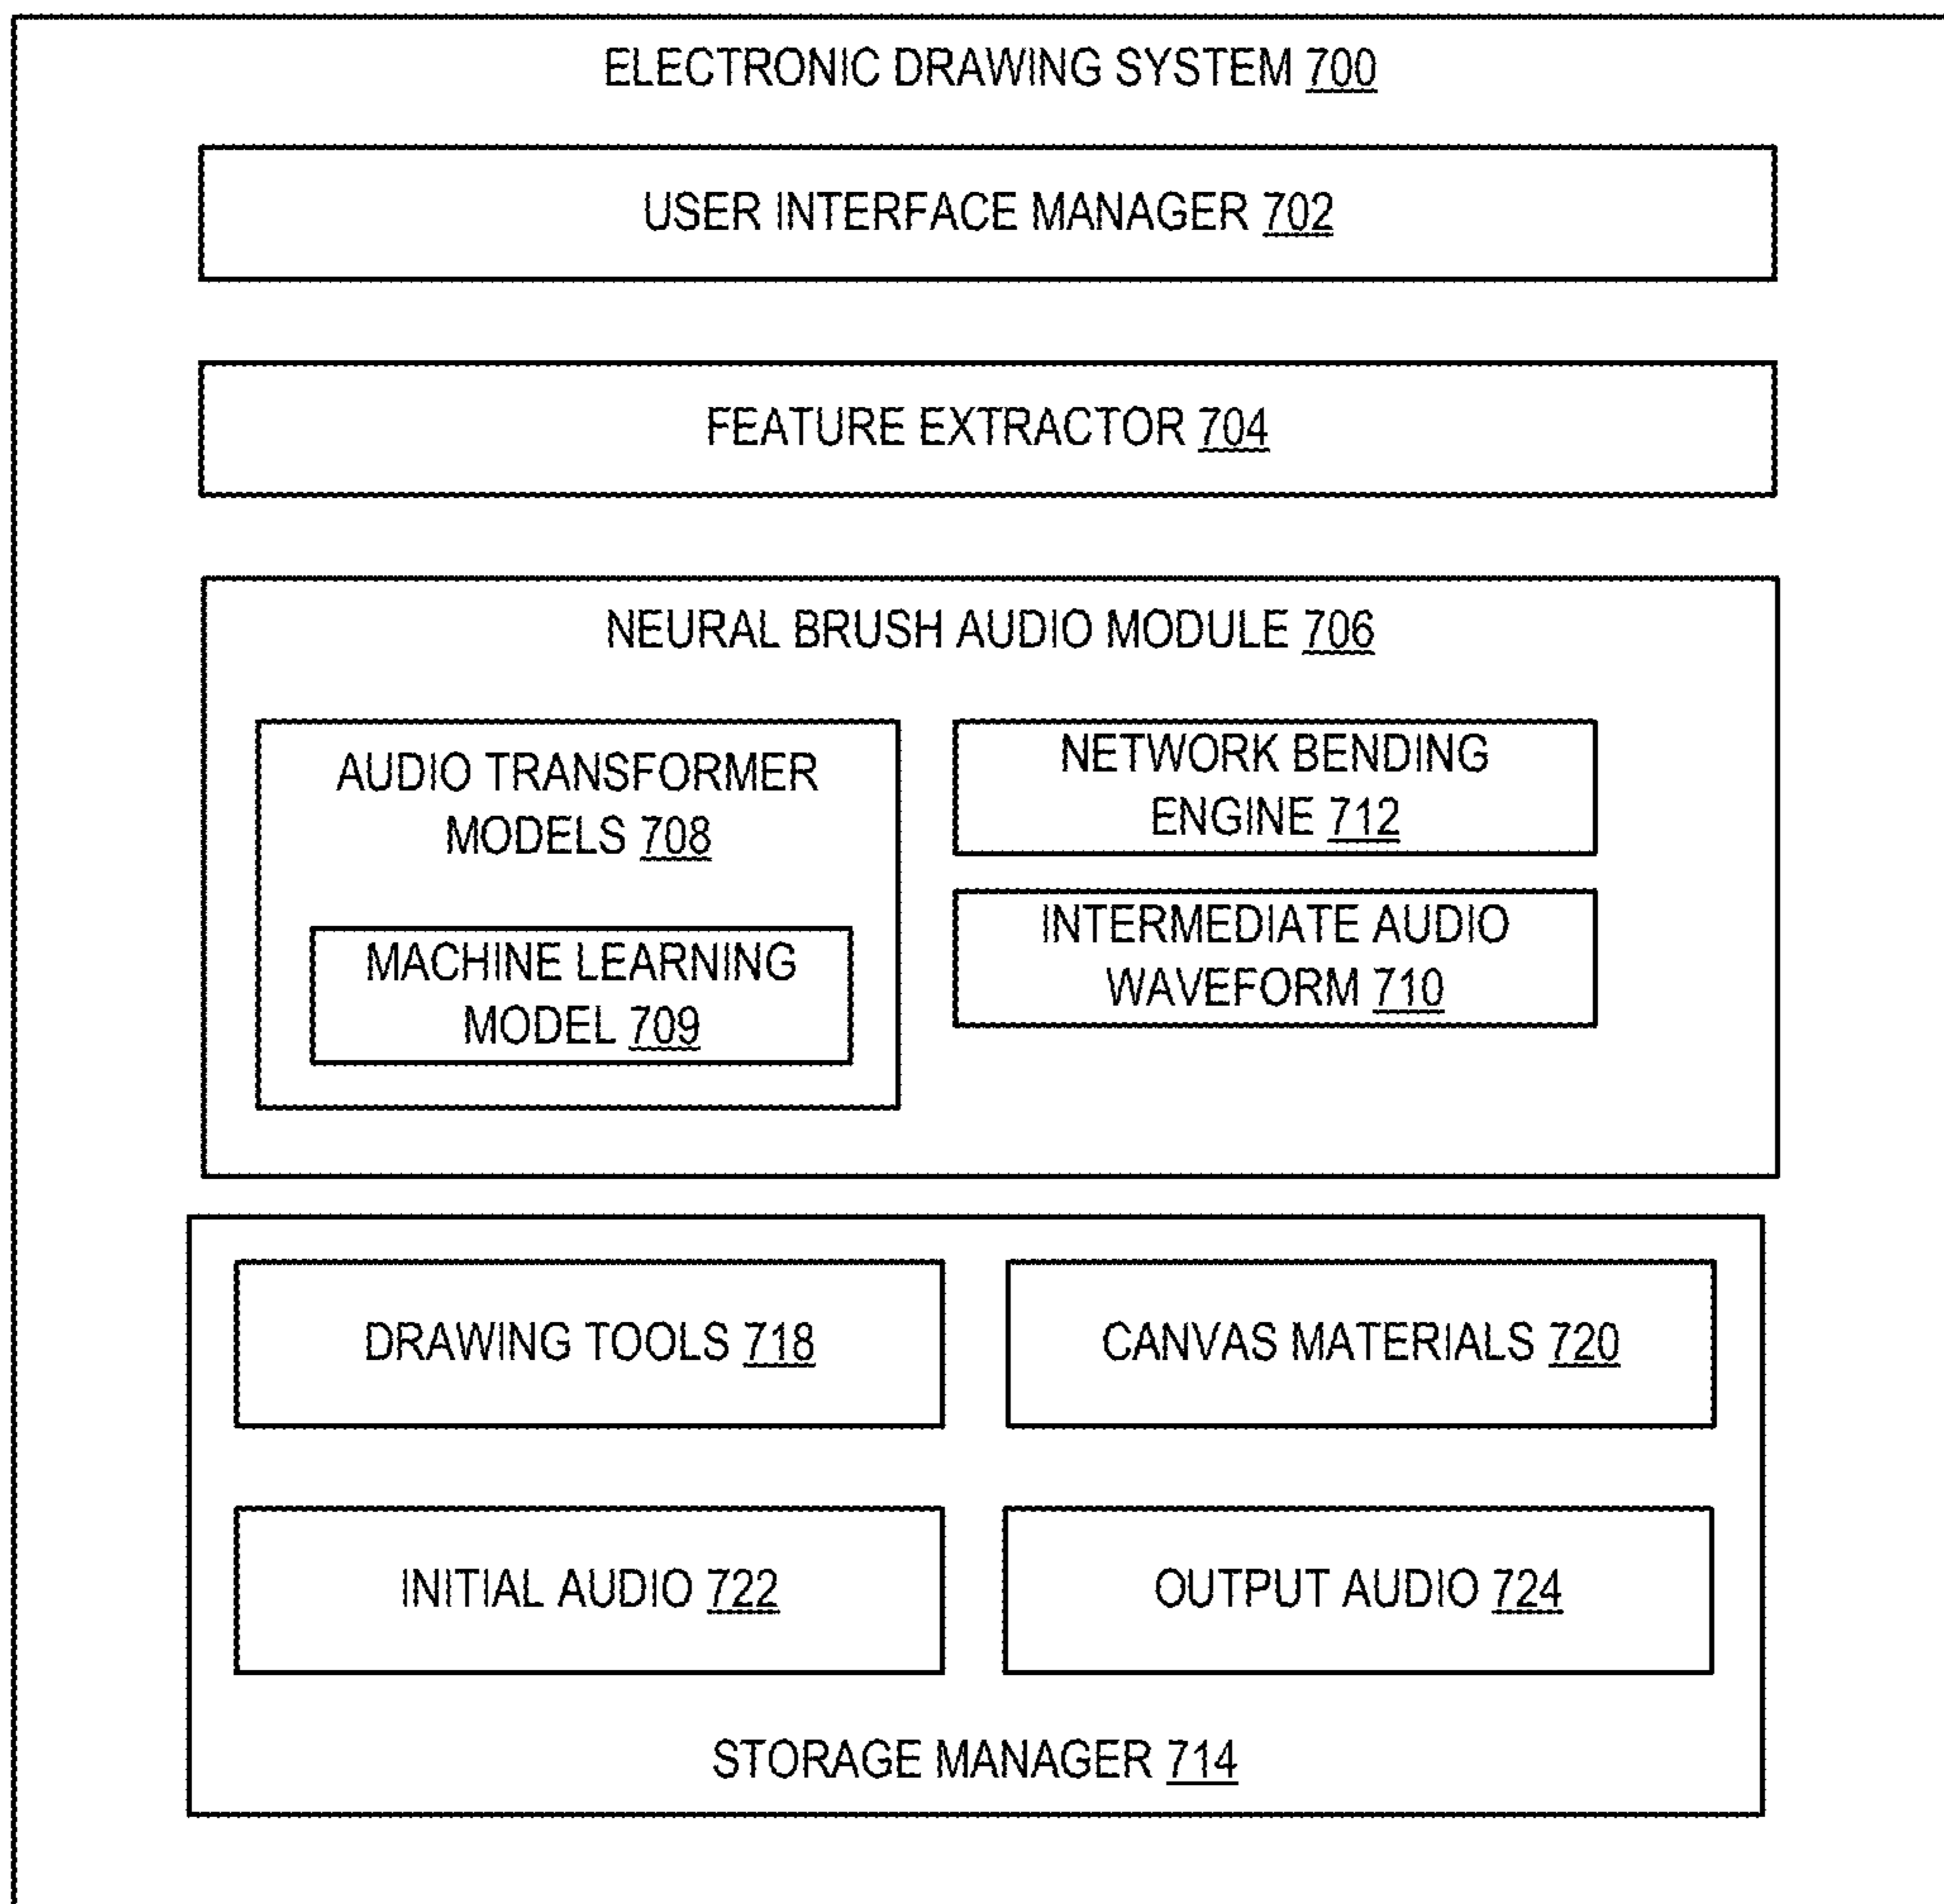 ELECTRONIC DRAWING SYSTEM 700
USER INTERFACE MANAGER 702
FEATURE EXTRACTOR 704
NEURAL BRUSH AUDIO MODULE 706
AUDIO TRANSFORMER
MODELS 708
MACHINE LEARNING
MODEL 709
NETWORK BENDING
ENGINE 712
INTERMEDIATE AUDIO
WAVEFORM 710
DRAWING TOOLS 718
CANVAS MATERIALS 720
INITIAL AUDIO 722
OUTPUT AUDIO 724
STORAGE MANAGER 714